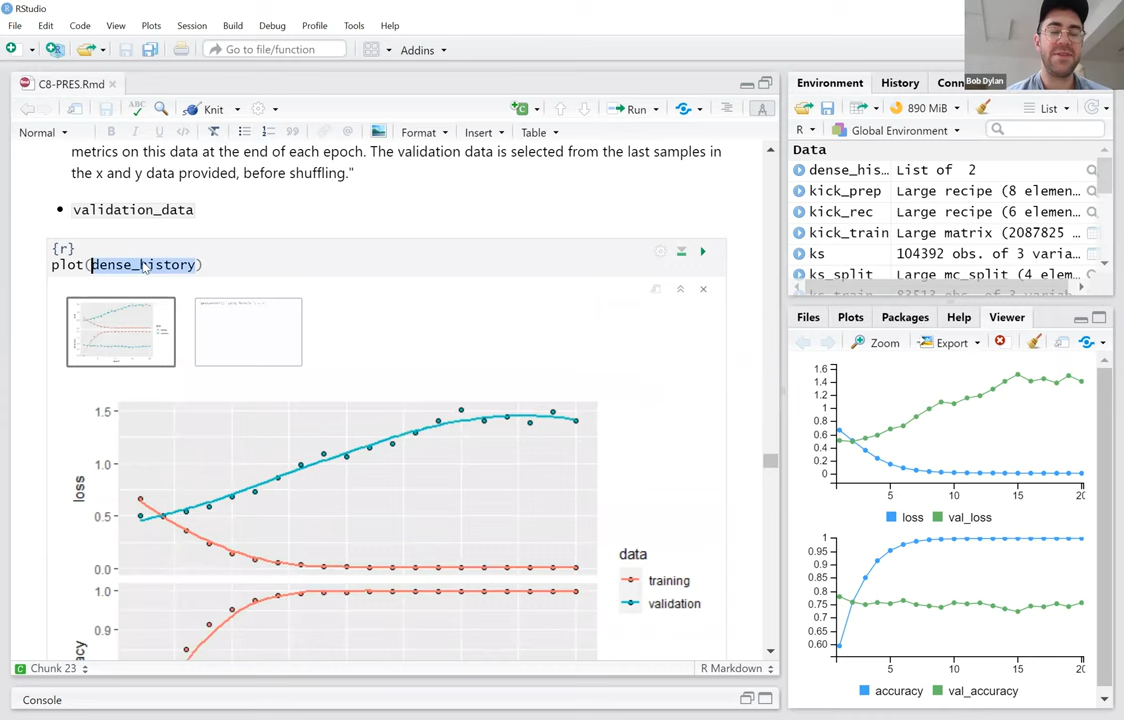 RStudio
File Edit Code View Plots Session Build Debug Profile Tools Help
Go to file/function
Addins
C8-PRES.Rmd
ABC
Knit
Run
Normal
B I U
Format Insert Table
metrics on this data at the end of each epoch. The validation data is selected from the last samples in
the x and y data provided, before shuffling."
• validation_data
{r}
plot(dense_history)
loss
1.5
1.0
0.5
0.0
1.0
0.9
data
training
validation
Chunk 23
R Markdown
Console
Bob Dylan
Environment History Conn
890 MiB
List
R
Global Environment
Data
dense_his… List of 2
kick_prep Large recipe (8 elemen…
kick_rec Large recipe (6 elemen…
kick_train Large matrix (2087825
ks 104392 obs. of 3 varia…
ks_split Large mc_split (4 elem…
Files Plots Packages Help Viewer
Zoom Export
1.6
1.4
1.2
1
0.8
0.6
0.4
0.2
0
5 10 15 20
loss val_loss
1
0.95
0.9
0.85
0.8
0.75
0.7
0.65
0.60
5 10 15 20
accuracy val_accuracy